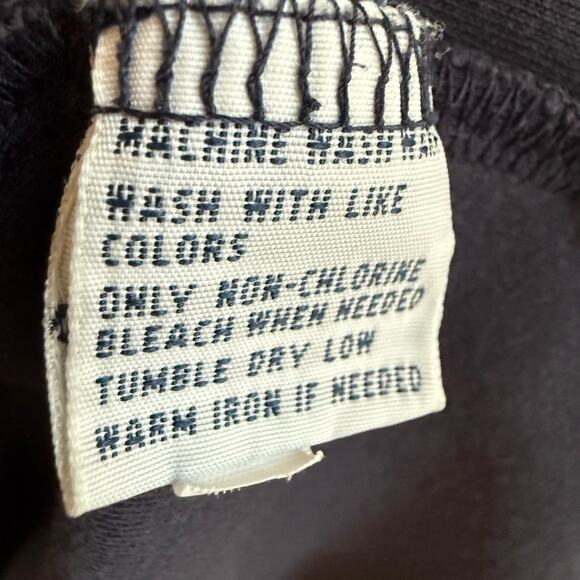 MACHINE WASH WARM
WASH WITH LIKE
COLORS
ONLY NON-CHLORINE
BLEACH WHEN NEEDED
TUMBLE DRY LOW
WARM IRON IF NEEDED